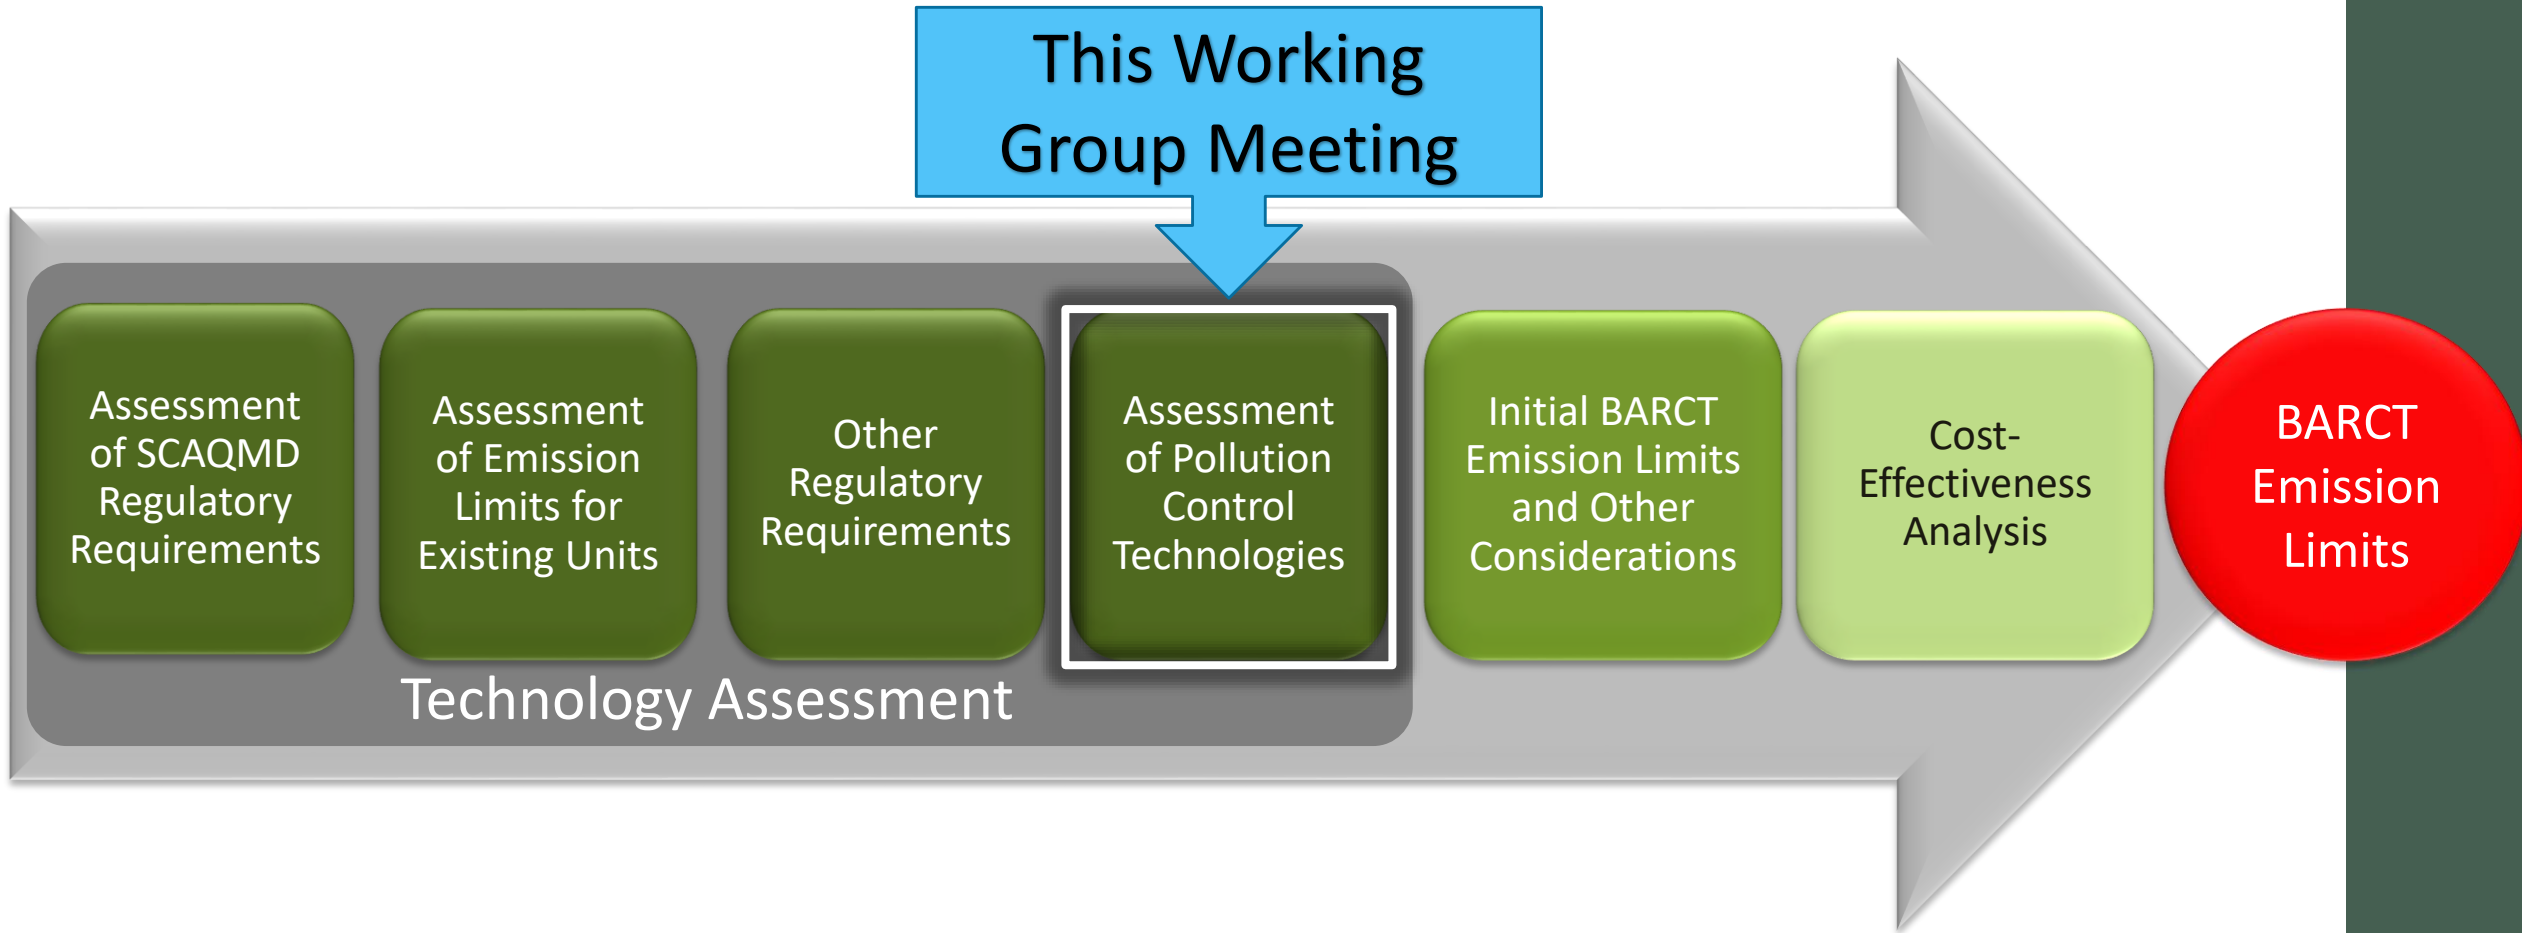 This Working
Group Meeting
Assessment
of SCAQMD
Regulatory
Requirements
Assessment
of Emission
Limits for
Existing Units
Other
Regulatory
Requirements
Assessment
of Pollution
Control
Technologies
Initial BARCT
Emission Limits
and Other
Considerations
Cost-
Effectiveness
Analysis
BARCT
Emission
Limits
Technology Assessment